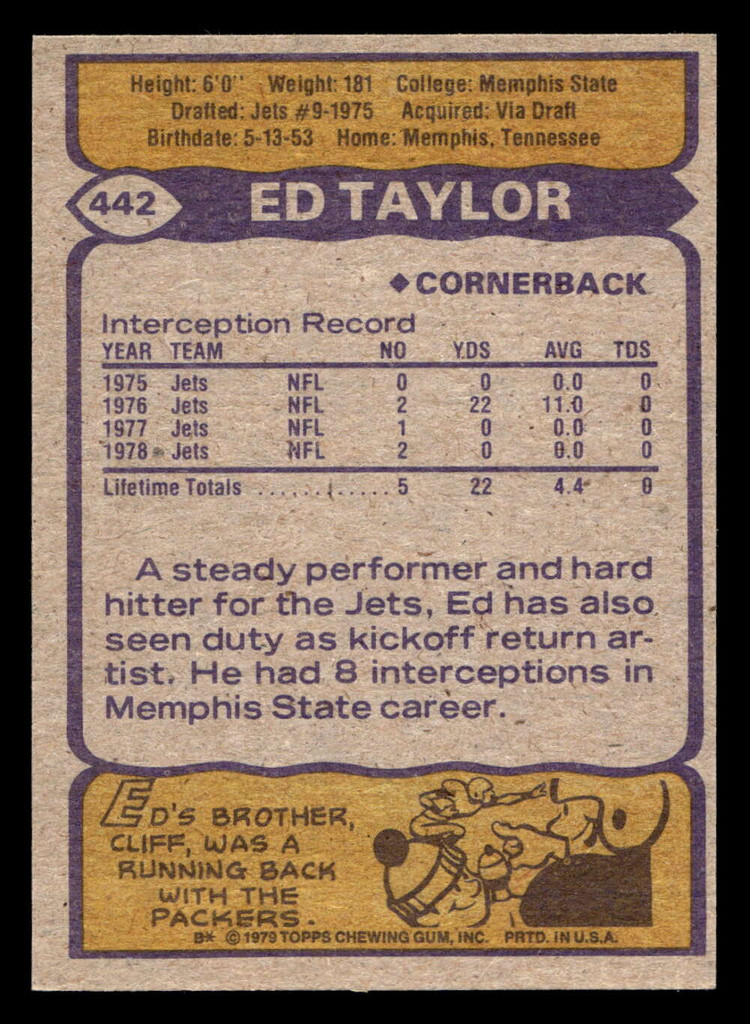 Height: 6'0" Weight: 181 College: Memphis State
Drafted: Jets #9-1975 Acquired: Via Draft
Birthdate: 5-13-53 Home: Memphis, Tennessee
442 ED TAYLOR
◆CORNERBACK
Interception Record
YEAR TEAM NO YDS AVG TDS
1975 Jets NFL 0 0 0.0 0
1976 Jets NFL 2 22 11.0 0
1977 Jets NFL 1 0 0.0 0
1978 Jets NFL 2 0 0.0 0
Lifetime Totals ............ 5 22 4.4 0
A steady performer and hard
hitter for the Jets, Ed has also
seen duty as kickoff return ar-
tist. He had 8 interceptions in
Memphis State career.
ED'S BROTHER,
CLIFF, WAS A
RUNNING BACK
WITH THE
PACKERS.
B* © 1979 TOPPS CHEWING GUM, INC. PRTD. IN U.S.A.